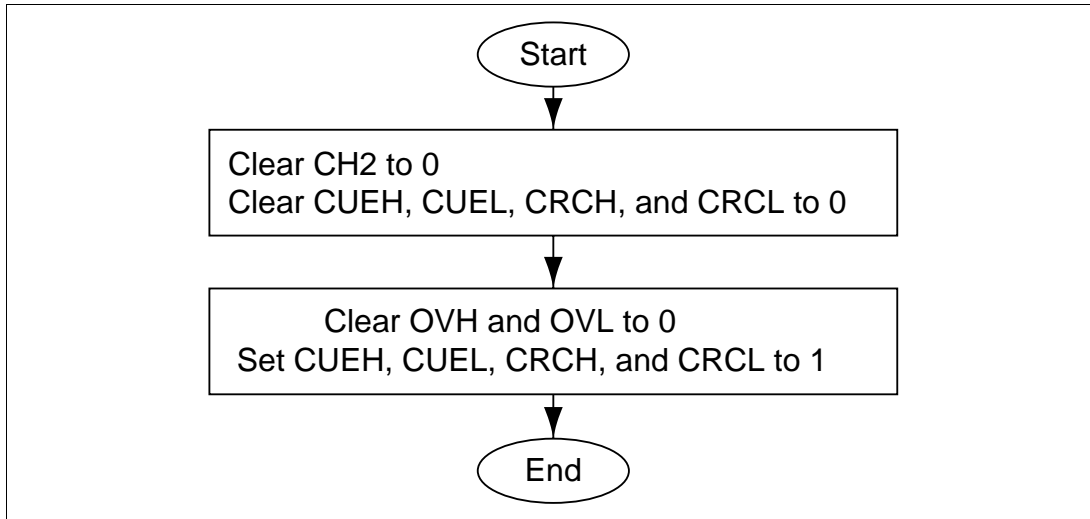 Start
Clear CH2 to 0
Clear CUEH, CUEL, CRCH, and CRCL to 0
Clear OVH and OVL to 0
Set CUEH, CUEL, CRCH, and CRCL to 1
End